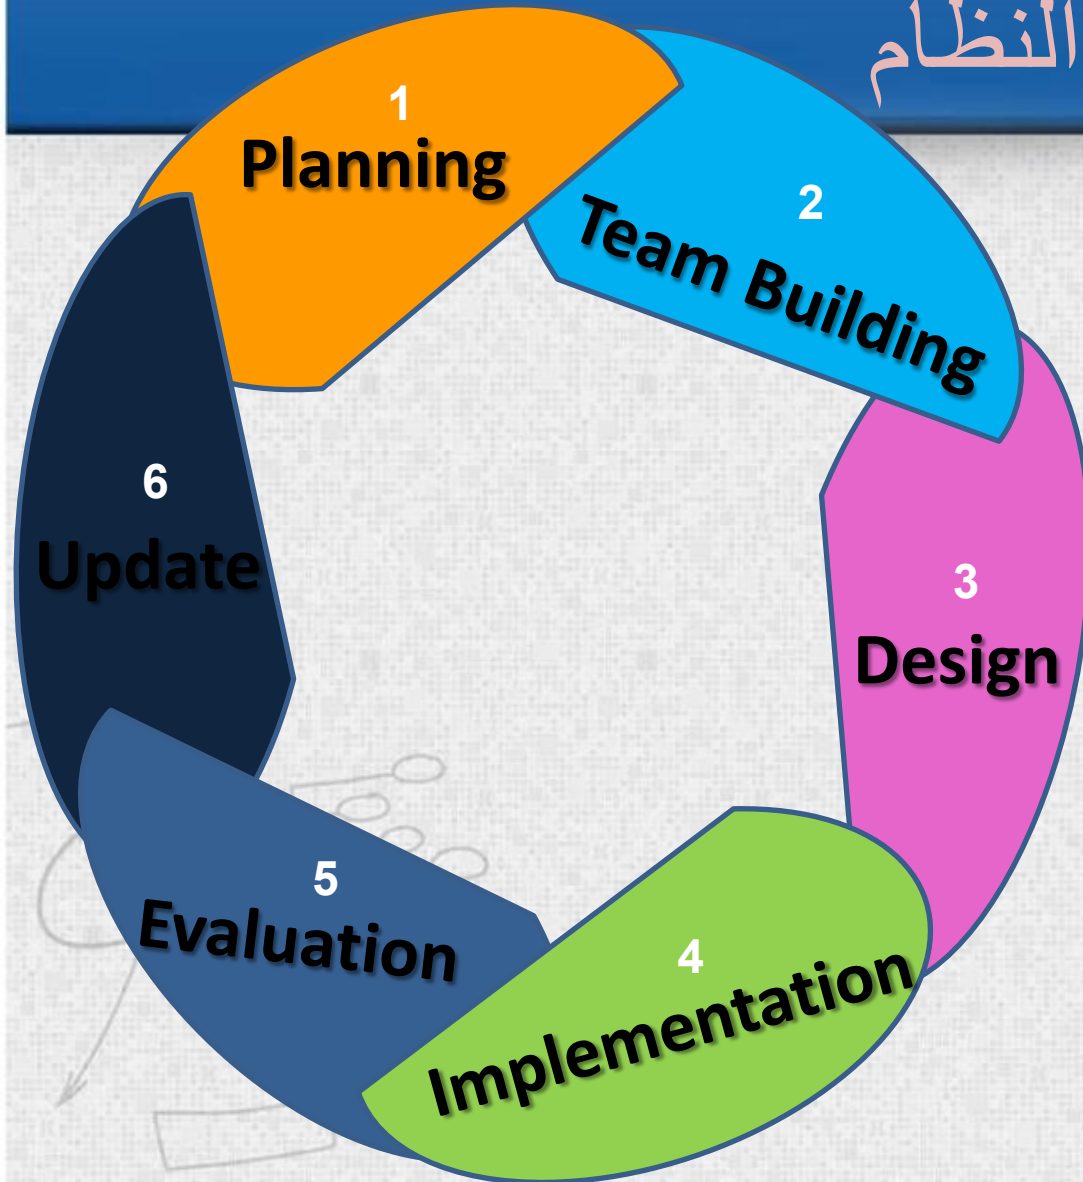 النظام
1
Planning
2
Team Building
3
Design
4
Implementation
5
Evaluation
6
Update